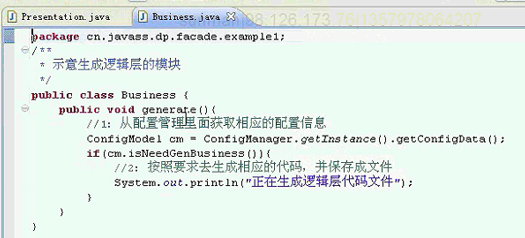 Presentation.java
Business.java
package cn.javass.dp.facade.example1;
/**
 * 示意生成逻辑层的模块
 */
public class Business {
public void generate(){
//1: 从配置管理里面获取相应的配置信息
ConfigModel cm = ConfigManager.getInstance().getConfigData();
if(cm.isNeedGenBusiness()){
//2: 按照要求去生成相应的代码，并保存成文件
System.out.println("正在生成逻辑层代码文件");
}
}
}